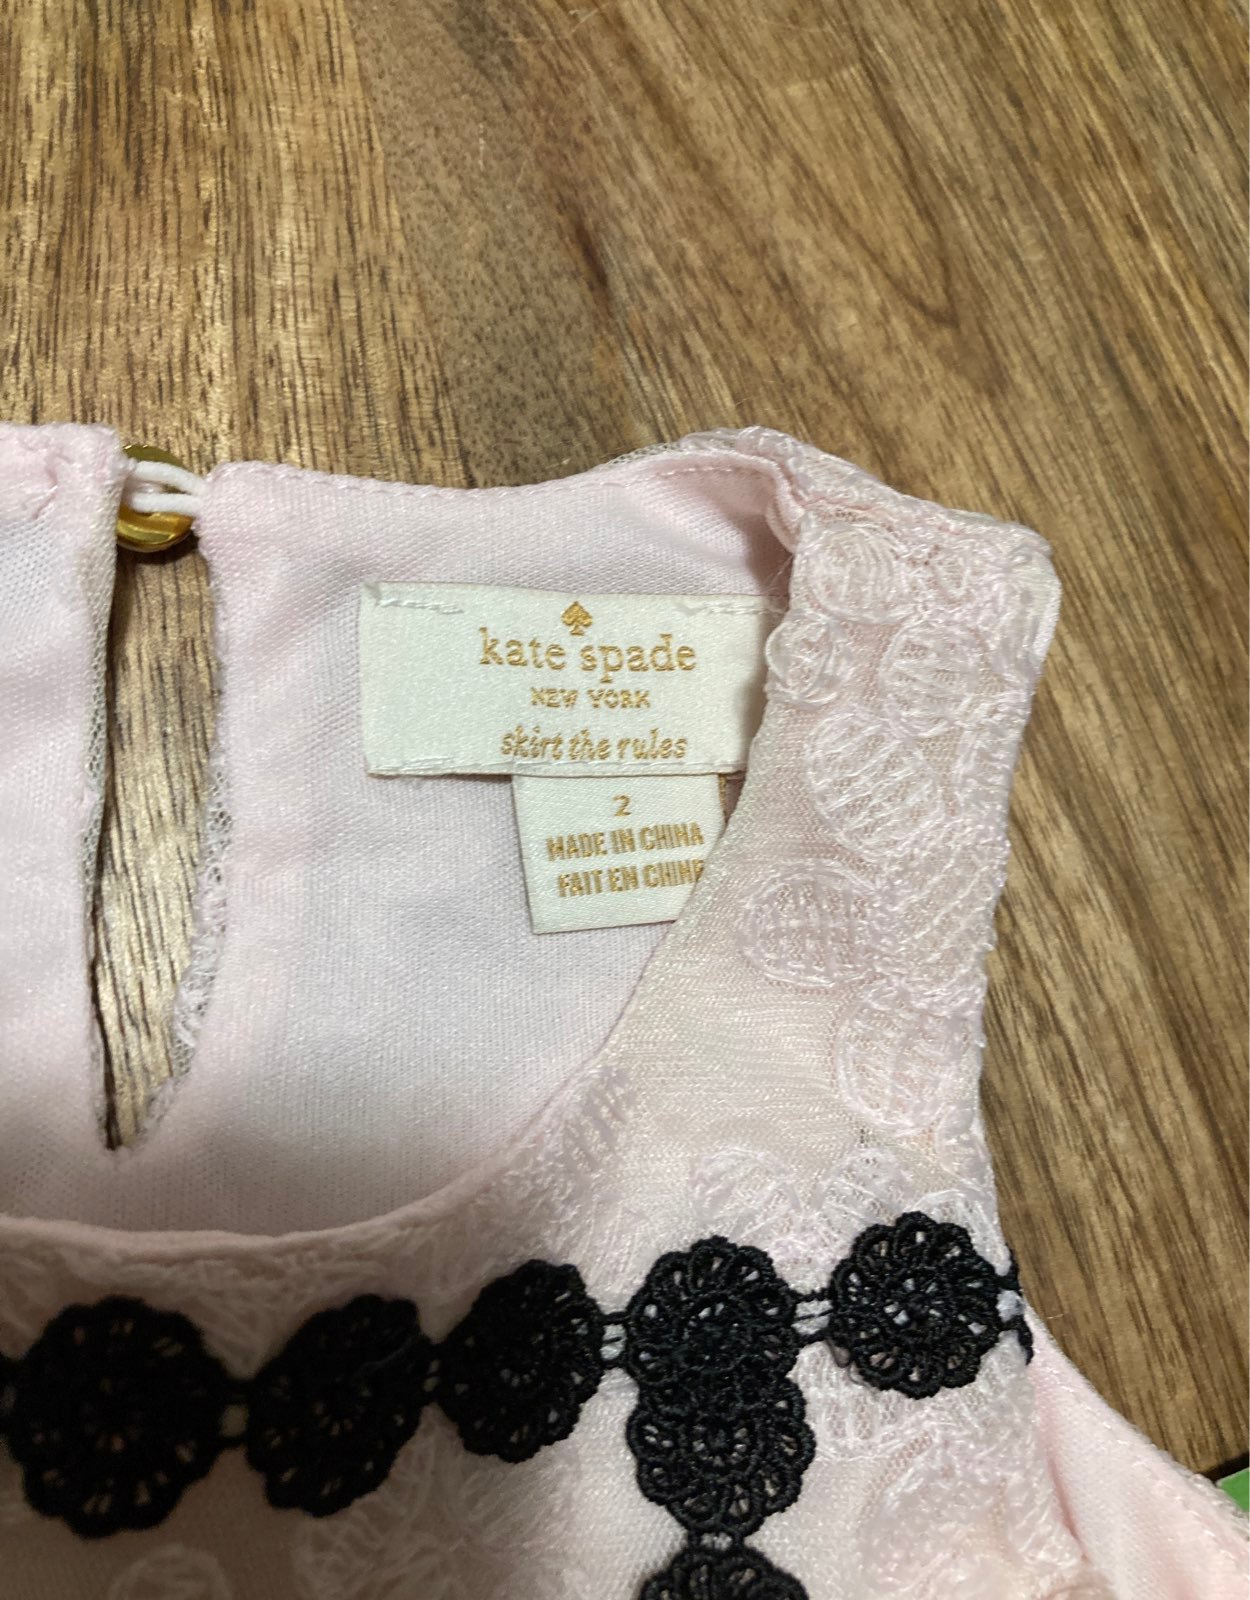 kate spade
NEW YORK
skirt the rules
2
MADE IN CHINA
FAIT EN CHINE